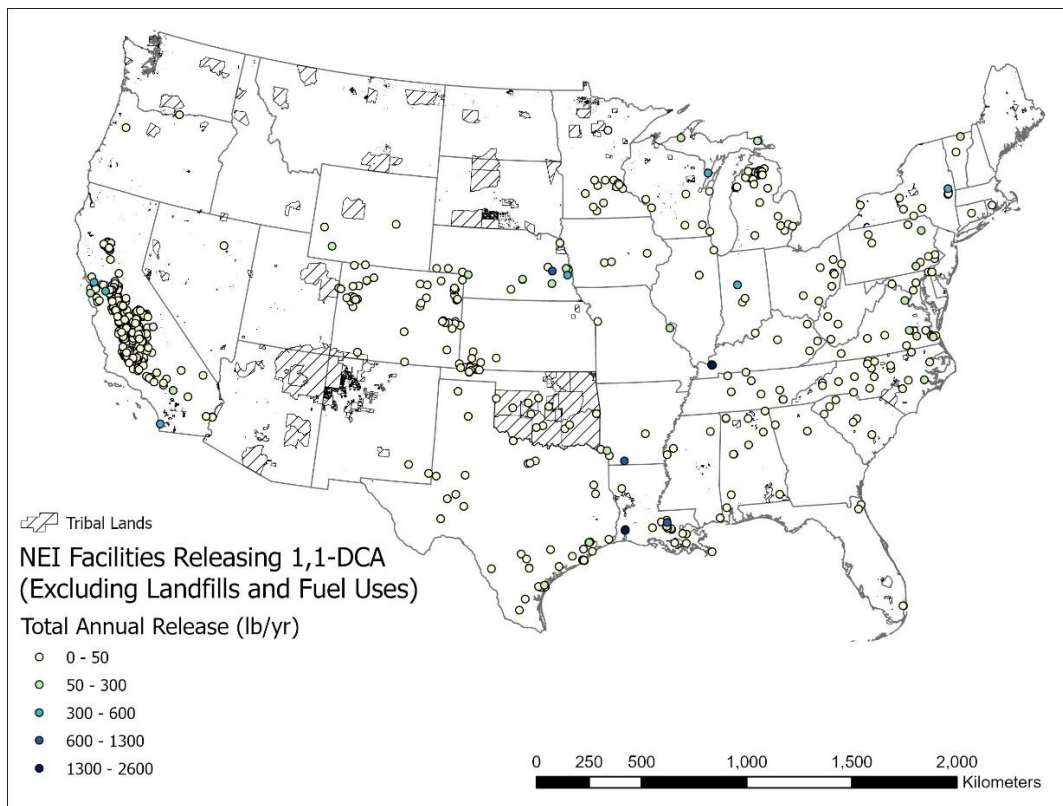 Tribal Lands
NEI Facilities Releasing 1,1-DCA
(Excluding Landfills and Fuel Uses)
Total Annual Release (lb/yr)
0 - 50
50 - 300
300 - 600
600 - 1300
1300 - 2600
0 250 500 1,000 1,500 2,000
Kilometers